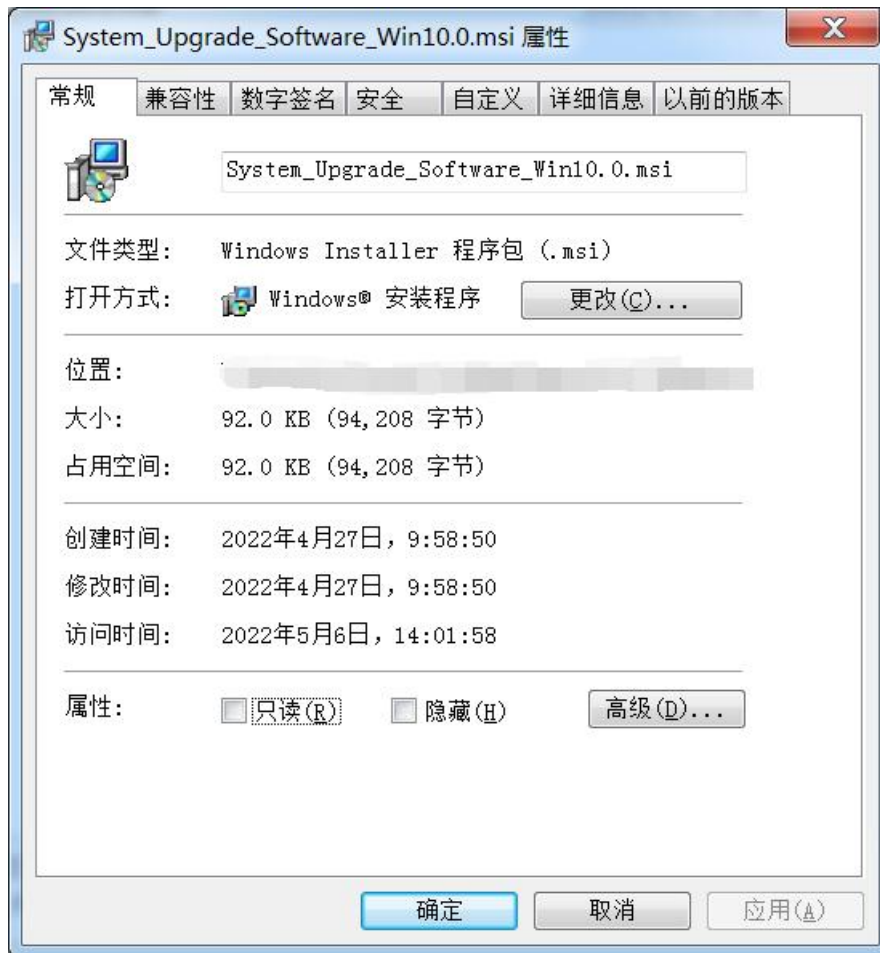 System_Upgrade_Software_Win10.0.msi 属性
常规 兼容性 数字签名 安全 自定义 详细信息 以前的版本
System_Upgrade_Software_Win10.0.msi
文件类型: Windows Installer 程序包 (.msi)
打开方式: Windows® 安装程序 更改(C)...
位置:
大小: 92.0 KB (94,208 字节)
占用空间: 92.0 KB (94,208 字节)
创建时间: 2022年4月27日，9:58:50
修改时间: 2022年4月27日，9:58:50
访问时间: 2022年5月6日，14:01:58
属性: 只读(R) 隐藏(H) 高级(D)...
确定 取消 应用(A)